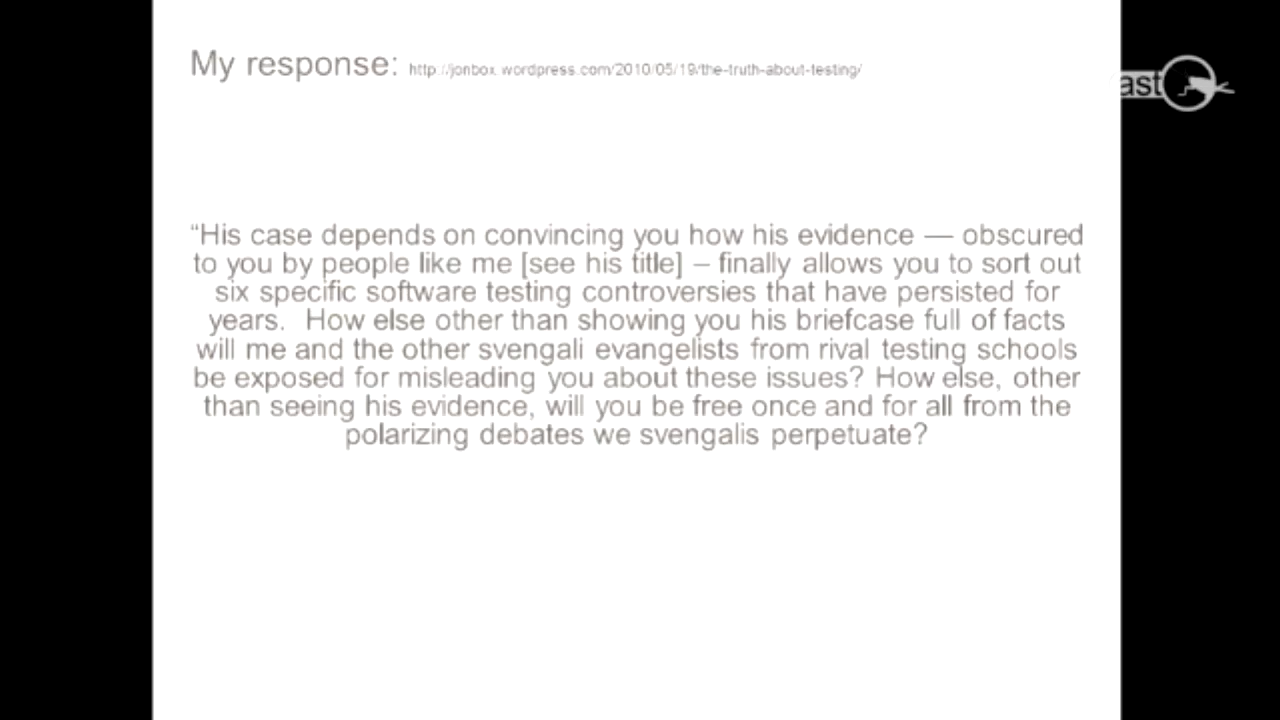 My response: http://jonbox.wordpress.com/2010/05/19/the-truth-about-testing/
ast
“His case depends on convincing you how his evidence — obscured
to you by people like me [see his title] – finally allows you to sort out
six specific software testing controversies that have persisted for
years. How else other than showing you his briefcase full of facts
will me and the other svengali evangelists from rival testing schools
be exposed for misleading you about these issues? How else, other
than seeing his evidence, will you be free once and for all from the
polarizing debates we svengalis perpetuate?